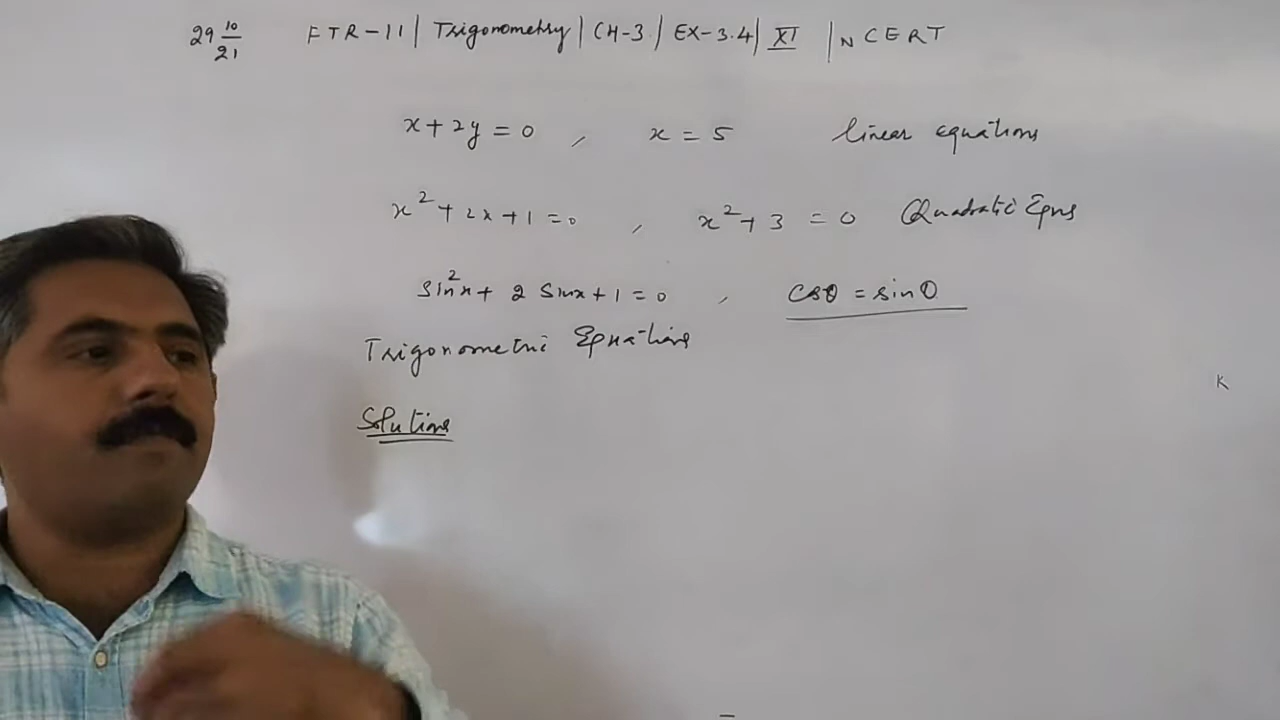 29 10/21 FTR-11 | Trigonometry | CH-3 | EX-3.4 | XI | NCERT
x + 2y = 0 , x = 5 linear equations
x² + 2x + 1 = 0 , x² + 3 = 0 Quadratic Eqns
sin²x + 2 sinx + 1 = 0 , cosθ = sinθ
Trigonometric Equations
Solutions
K